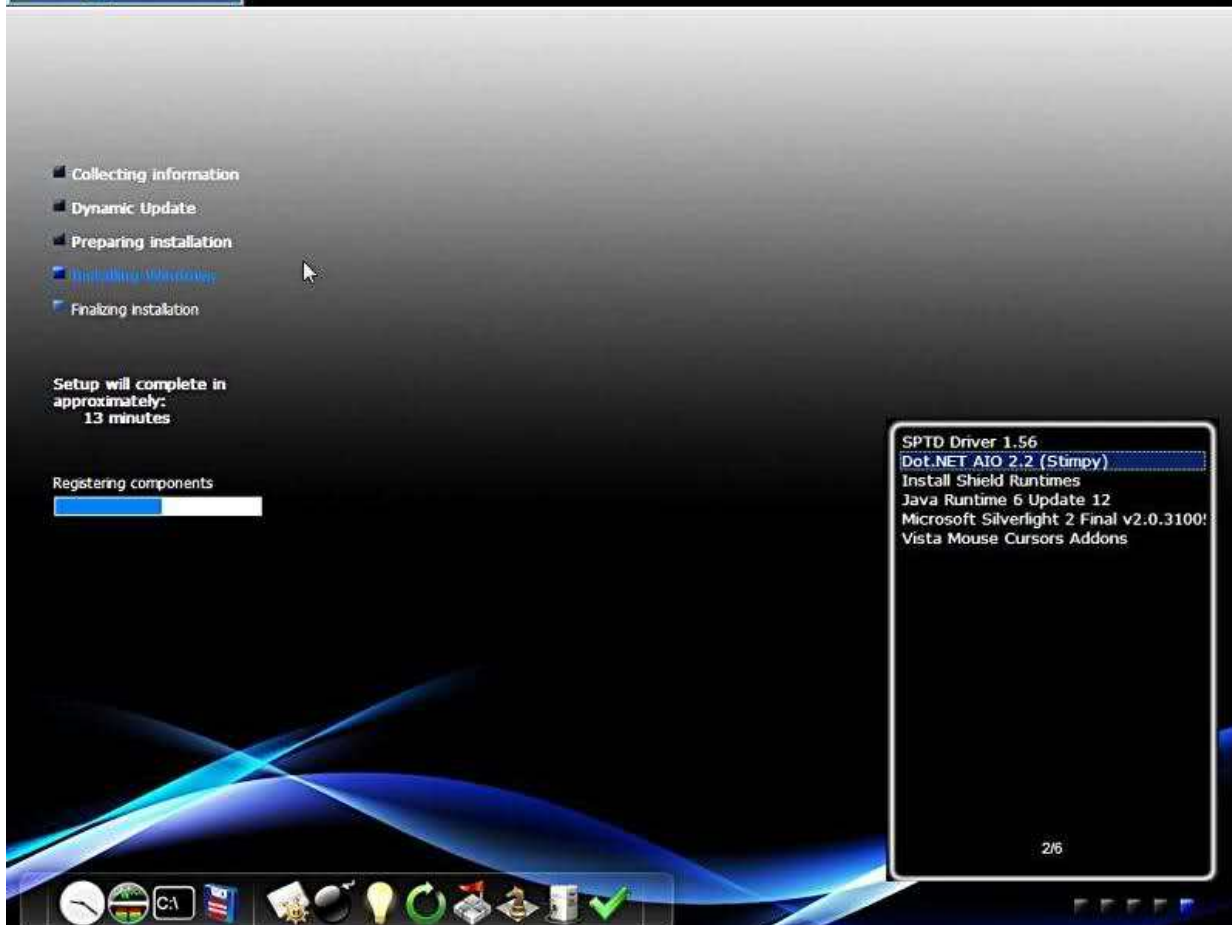 Collecting information
Dynamic Update
Preparing installation
Installing Windows
Finalizing installation
Setup will complete in
approximately:
13 minutes
Registering components
SPTD Driver 1.56
Dot.NET AIO 2.2 (Stimpy)
Install Shield Runtimes
Java Runtime 6 Update 12
Microsoft Silverlight 2 Final v2.0.3100
Vista Mouse Cursors Addons
2/6
C:\